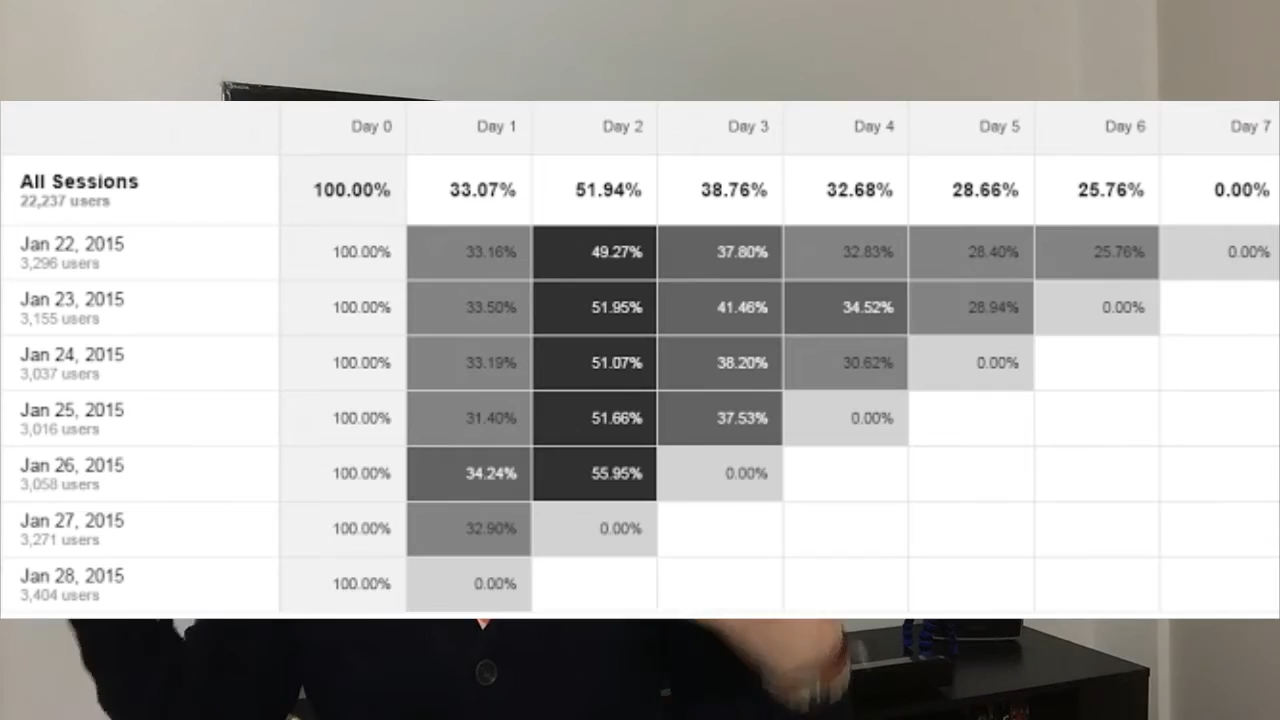 Day 0 Day 1 Day 2 Day 3 Day 4 Day 5 Day 6 Day 7
All Sessions 100.00% 33.07% 51.94% 38.76% 32.68% 28.66% 25.76% 0.00%
22,237 users
Jan 22, 2015 100.00% 33.16% 49.27% 37.80% 32.83% 28.40% 25.76% 0.00%
3,296 users
Jan 23, 2015 100.00% 33.50% 51.95% 41.46% 34.52% 28.94% 0.00%
3,155 users
Jan 24, 2015 100.00% 33.19% 51.07% 38.20% 30.62% 0.00%
3,037 users
Jan 25, 2015 100.00% 31.40% 51.66% 37.53% 0.00%
3,016 users
Jan 26, 2015 100.00% 34.24% 55.95% 0.00%
3,058 users
Jan 27, 2015 100.00% 32.90% 0.00%
3,271 users
Jan 28, 2015 100.00% 0.00%
3,404 users